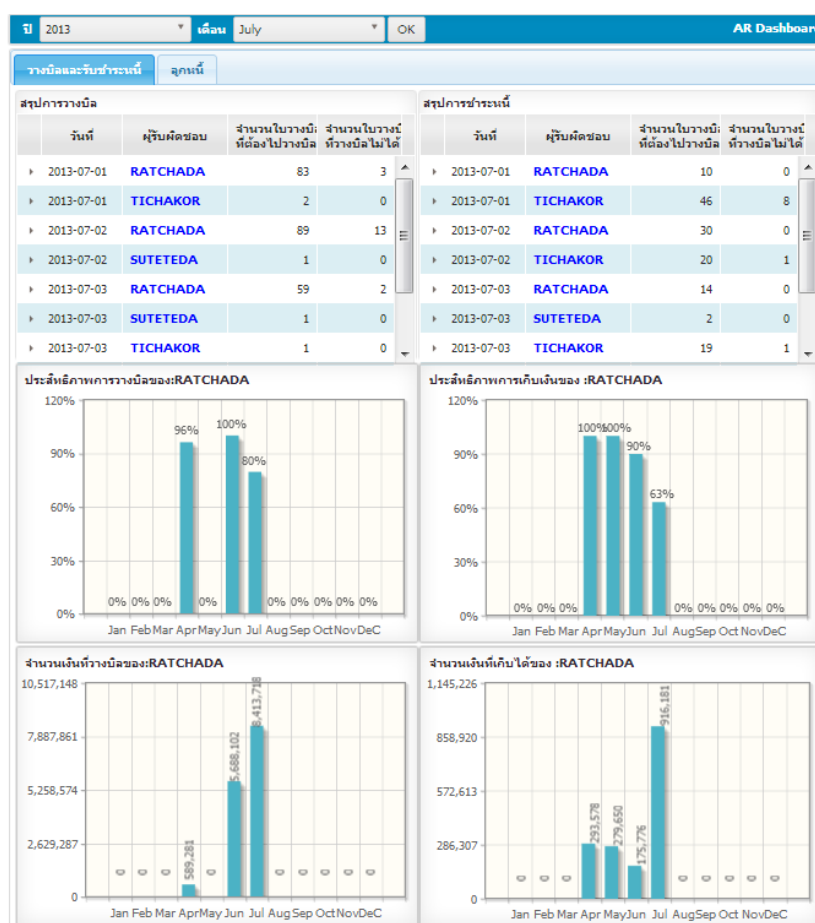 ปี 2013 เดือน July OK AR Dashboar
วางบิลและรับชำระหนี้ ลูกหนี้
สรุปการวางบิล
วันที่ ผู้รับผิดชอบ จำนวนใบวางบิล จำนวนใบวางบิ
ที่ต้องไปวางบิล ที่วางบิลไม่ได้
2013-07-01 RATCHADA 83 3
2013-07-01 TICHAKOR 2 0
2013-07-02 RATCHADA 89 13
2013-07-02 SUTETEDA 1 0
2013-07-03 RATCHADA 59 2
2013-07-03 SUTETEDA 1 0
2013-07-03 TICHAKOR 1 0
สรุปการชำระหนี้
วันที่ ผู้รับผิดชอบ จำนวนใบวางบิล จำนวนใบวางบิ
ที่ต้องไปวางบิล ที่วางบิลไม่ได้
2013-07-01 RATCHADA 10 0
2013-07-01 TICHAKOR 46 8
2013-07-02 RATCHADA 30 0
2013-07-02 TICHAKOR 20 1
2013-07-03 RATCHADA 14 0
2013-07-03 SUTETEDA 2 0
2013-07-03 TICHAKOR 19 1
ประสิทธิภาพการวางบิลของ:RATCHADA
120%
90%
60%
30%
0%
0% 0% 0% 96% 0% 100% 80% 0% 0% 0% 0% 0%
Jan Feb Mar Apr May Jun Jul Aug Sep Oct Nov DeC
ประสิทธิภาพการเก็บเงินของ :RATCHADA
120%
90%
60%
30%
0%
0% 0% 0% 100% 100% 90% 63% 0% 0% 0% 0% 0%
Jan Feb Mar Apr May Jun Jul Aug Sep Oct Nov DeC
จำนวนเงินที่วางบิลของ:RATCHADA
10,517,148
7,887,861
5,258,574
2,629,287
0
0 0 0 589,281 0 5,688,102 8,413,718 0 0 0 0 0
Jan Feb Mar Apr May Jun Jul Aug Sep Oct Nov DeC
จำนวนเงินที่เก็บได้ของ :RATCHADA
1,145,226
858,920
572,613
286,307
0
0 0 0 293,578 279,650 175,776 916,181 0 0 0 0 0
Jan Feb Mar Apr May Jun Jul Aug Sep Oct Nov DeC